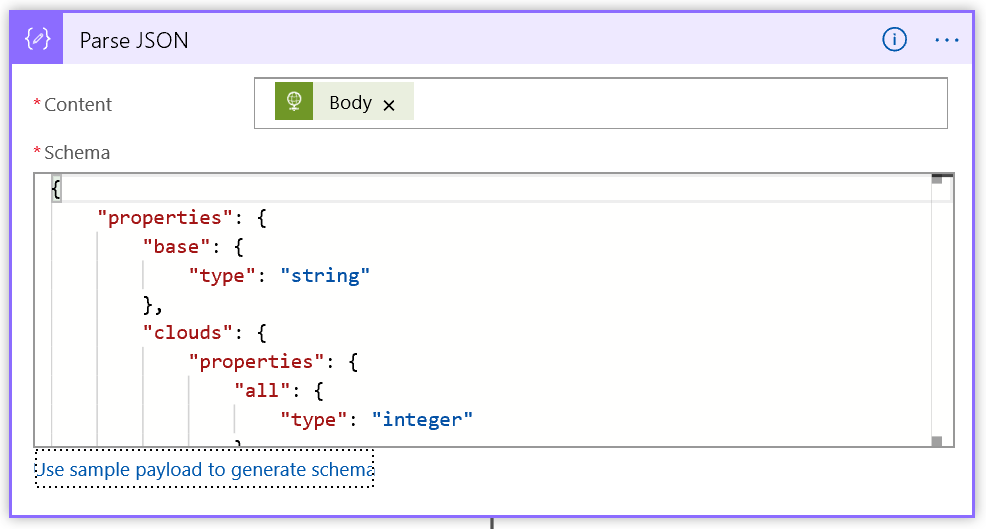 Parse JSON
* Content
Body ×
* Schema
{
"properties": {
"base": {
"type": "string"
},
"clouds": {
"properties": {
"all": {
"type": "integer"
Use sample payload to generate schema